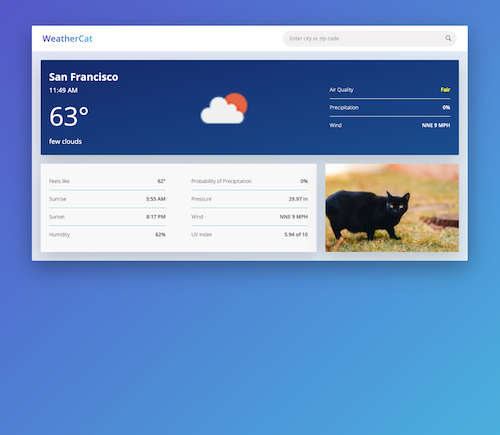 WeatherCat
Enter city or zip code
San Francisco
11:49 AM
63°
few clouds
Air Quality Fair
Precipitation 0%
Wind NNE 9 MPH
Feels like 62°
Sunrise 5:55 AM
Sunset 8:17 PM
Humidity 62%
Probability of Precipitation 0%
Pressure 29.97 in
Wind NNE 9 MPH
UV Index 5.94 of 10